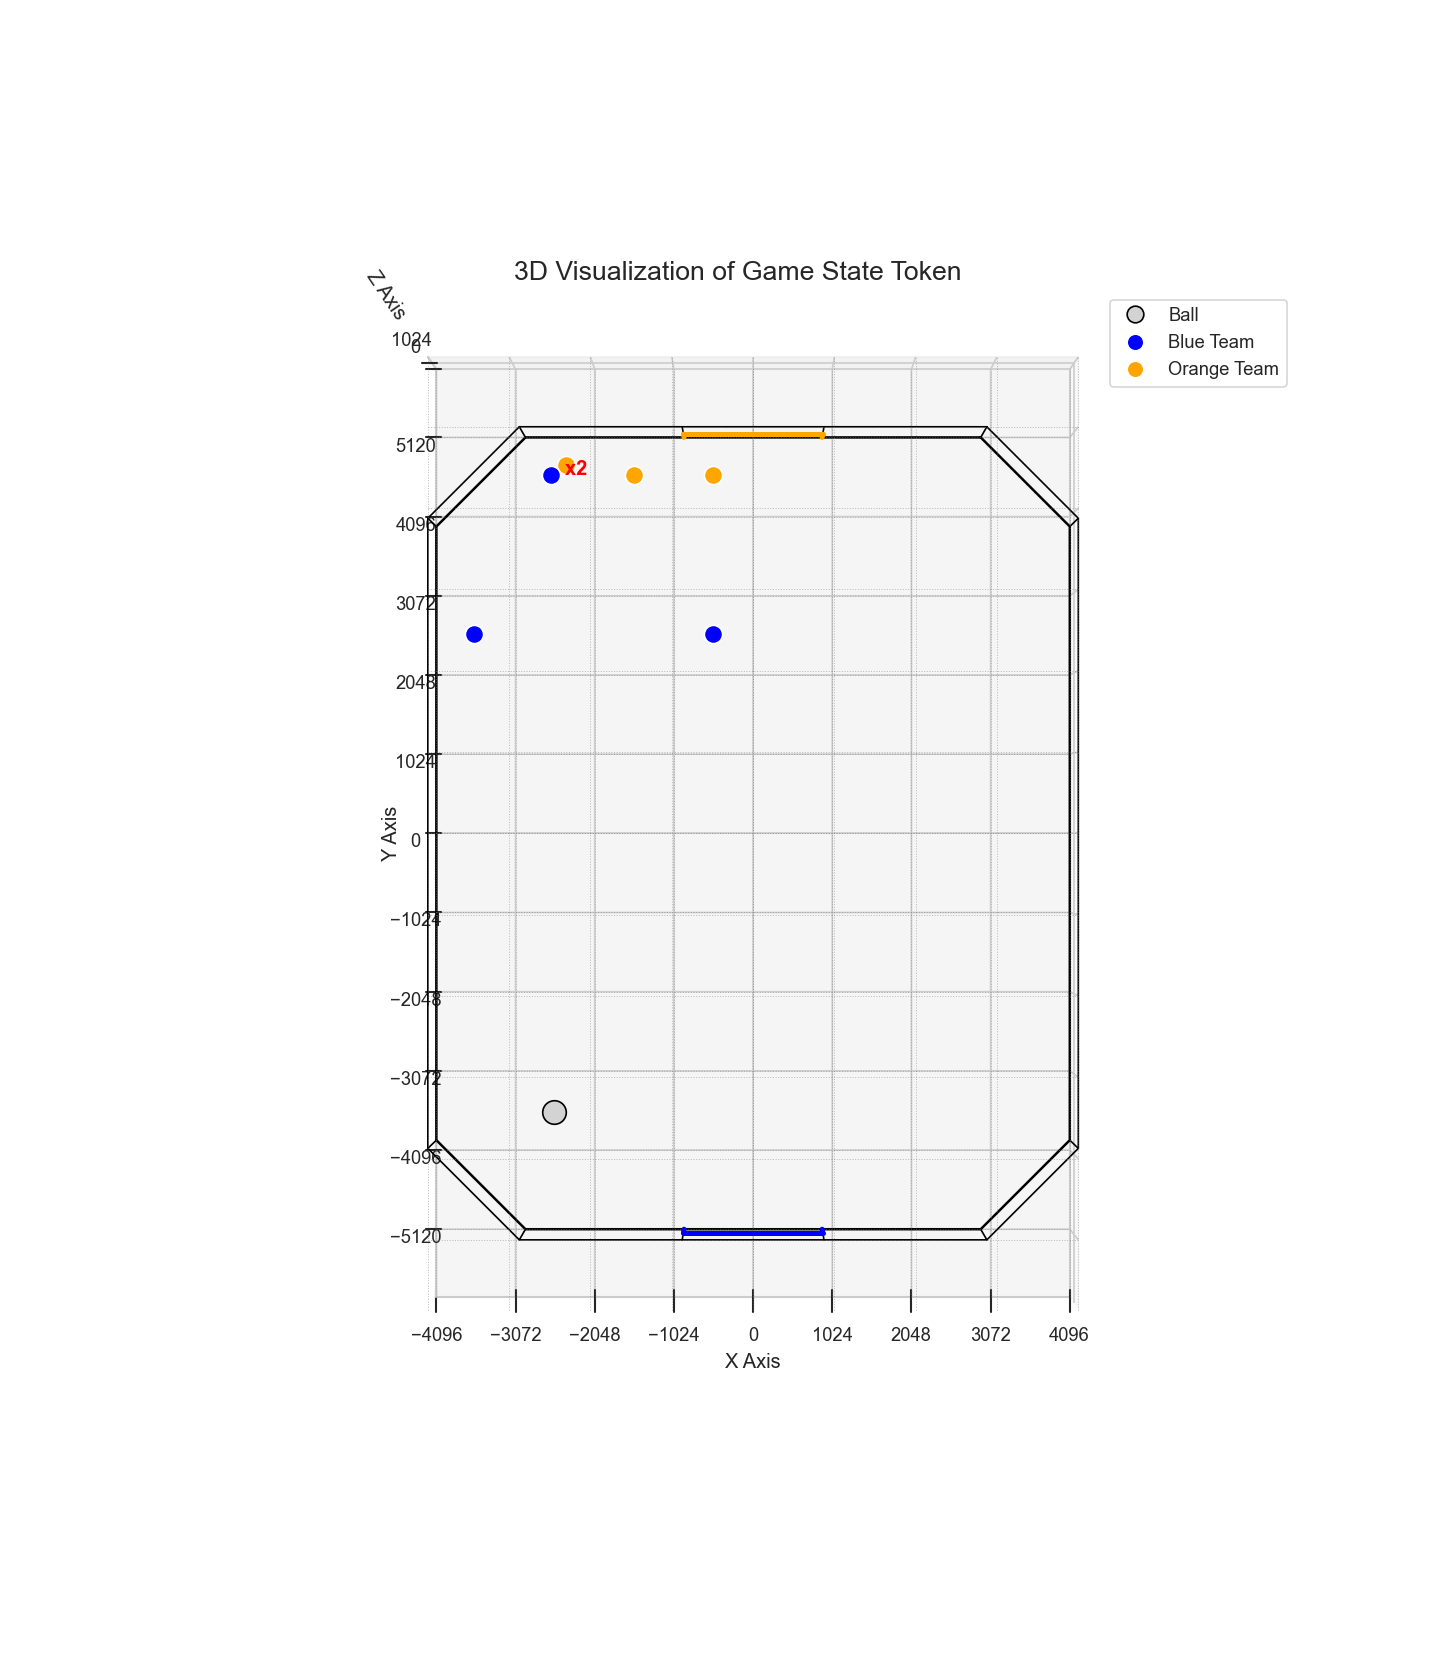 3D Visualization of Game State Token
Z Axis
1024
0
Ball
Blue Team
Orange Team
5120
x2
4096
3072
2048
1024
Y Axis
0
−1024
−2048
−3072
−4096
−5120
−4096 −3072 −2048 −1024 0 1024 2048 3072 4096
X Axis